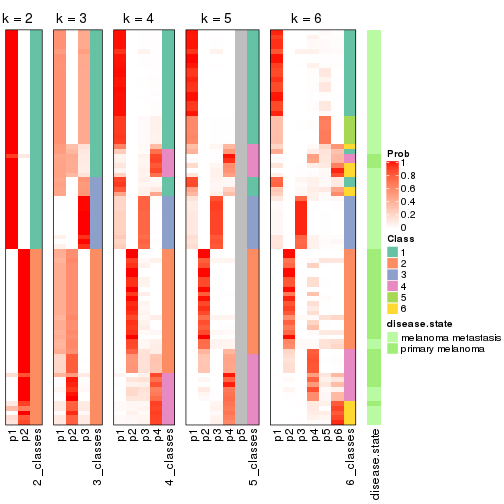 k = 2
k = 3
k = 4
k = 5
k = 6
Prob
1
0.8
0.6
0.4
0.2
0
Class
1
2
3
4
5
6
disease.state
melanoma metastasis
primary melanoma
p1
p2
2_classes
p1
p2
p3
3_classes
p1
p2
p3
p4
4_classes
p1
p2
p3
p4
p5
5_classes
p1
p2
p3
p4
p5
p6
6_classes
disease.state